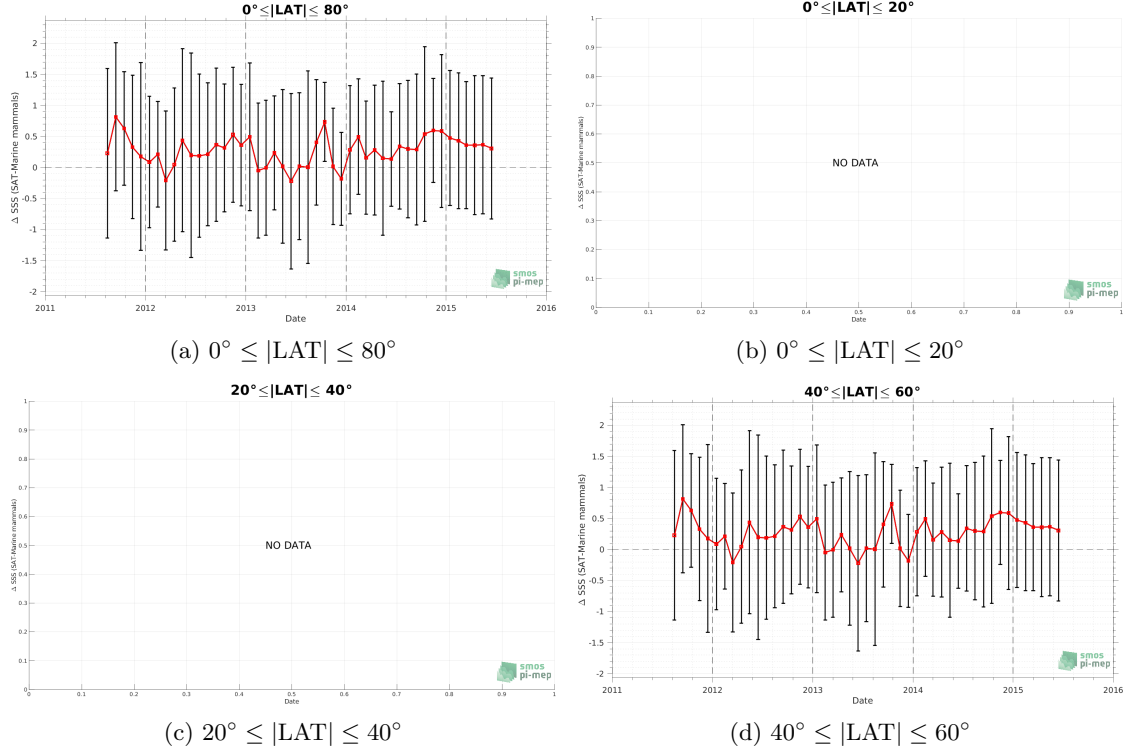 0°≤|LAT|≤ 80°
Δ SSS (SAT-Marine mammals)
2
1.5
1
0.5
0
-0.5
-1
-1.5
-2
2011 2012 2013 2014 2015 2016
Date
smos
pi-mep
(a) 0° ≤ |LAT| ≤ 80°
0°≤|LAT|≤ 20°
Δ SSS (SAT-Marine mammals)
1
0.9
0.8
0.7
0.6
0.5
0.4
0.3
0.2
0.1
0
NO DATA
0 0.1 0.2 0.3 0.4 0.5 0.6 0.7 0.8 0.9 1
Date
smos
pi-mep
(b) 0° ≤ |LAT| ≤ 20°
20°≤|LAT|≤ 40°
Δ SSS (SAT-Marine mammals)
1
0.9
0.8
0.7
0.6
0.5
0.4
0.3
0.2
0.1
0
NO DATA
0 0.1 0.2 0.3 0.4 0.5 0.6 0.7 0.8 0.9 1
Date
smos
pi-mep
(c) 20° ≤ |LAT| ≤ 40°
40°≤|LAT|≤ 60°
Δ SSS (SAT-Marine mammals)
2
1.5
1
0.5
0
-0.5
-1
-1.5
-2
2011 2012 2013 2014 2015 2016
Date
smos
pi-mep
(d) 40° ≤ |LAT| ≤ 60°